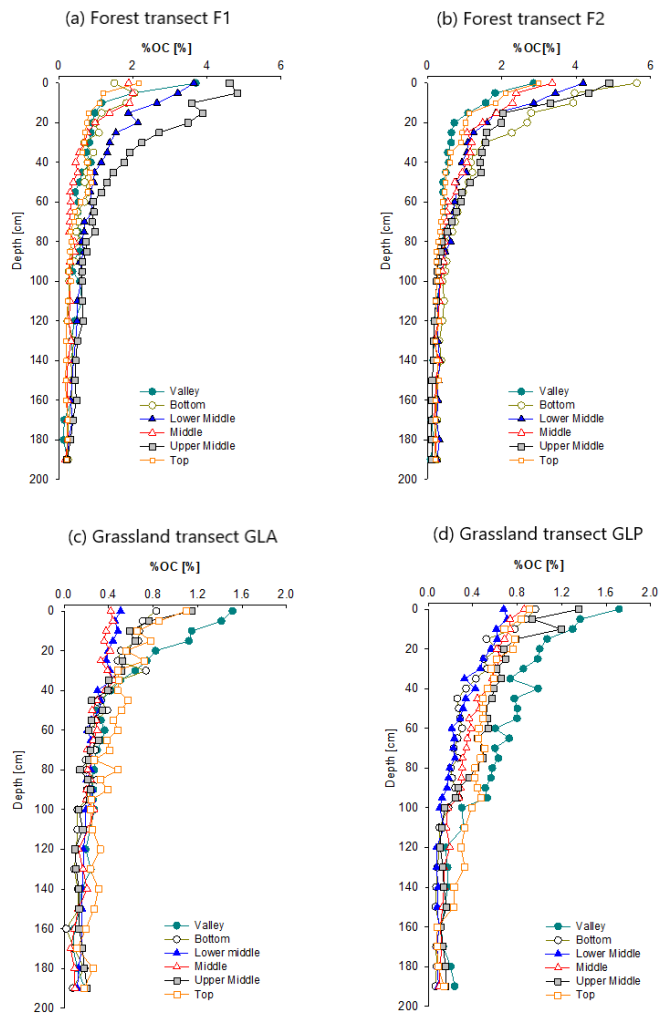 (a) Forest transect F1
%OC [%]
0 2 4 6
Depth [cm]
0
20
40
60
80
100
120
140
160
180
200
Valley
Bottom
Lower Middle
Middle
Upper Middle
Top
(b) Forest transect F2
%OC[%]
0 2 4 6
Depth [cm]
0
20
40
60
80
100
120
140
160
180
200
Valley
Bottom
Lower Middle
Middle
Upper Middle
Top
(c) Grassland transect GLA
%OC [%]
0.0 0.4 0.8 1.2 1.6 2.0
Depth [cm]
0
20
40
60
80
100
120
140
160
180
200
Valley
Bottom
Lower middle
Middle
Upper Middle
Top
(d) Grassland transect GLP
%OC [%]
0.0 0.4 0.8 1.2 1.6 2.0
Depth [cm]
0
20
40
60
80
100
120
140
160
180
200
Valley
Bottom
Lower Middle
Middle
Upper Middle
Top